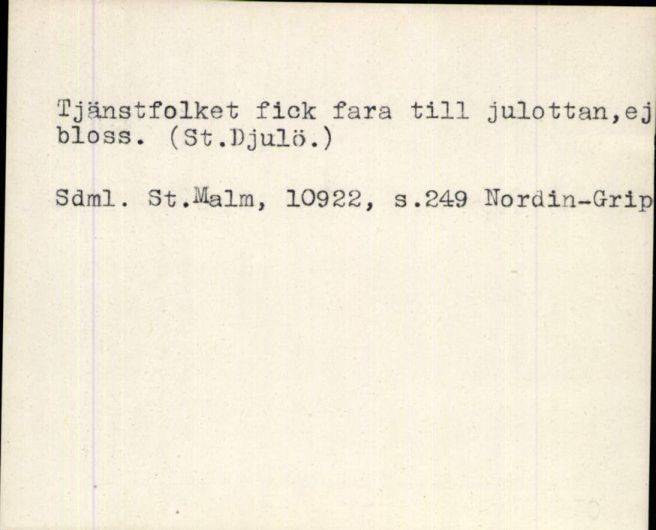 Tjänstfolket fick fara till julottan,ej
bloss. (St.Djulö.)
Sdml. St.Malm, 10922, s.249 Nordin-Grip